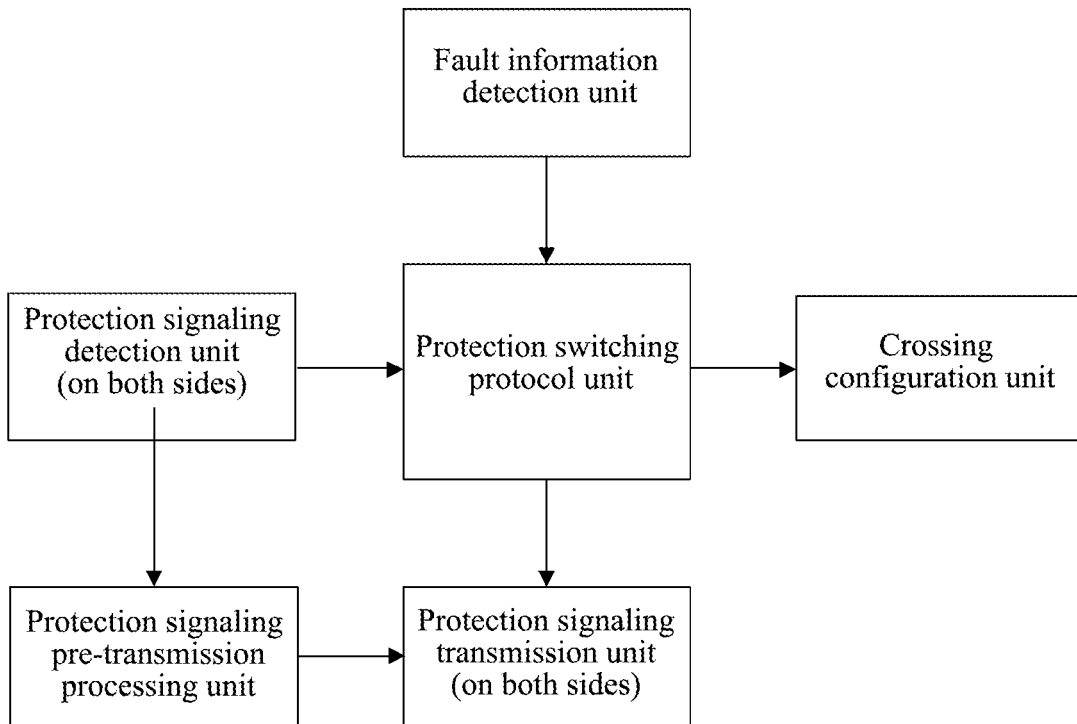 Fault information
detection unit
Protection signaling
detection unit
(on both sides)
Protection switching
protocol unit
Crossing
configuration unit
Protection signaling
pre-transmission
processing unit
Protection signaling
transmission unit
(on both sides)